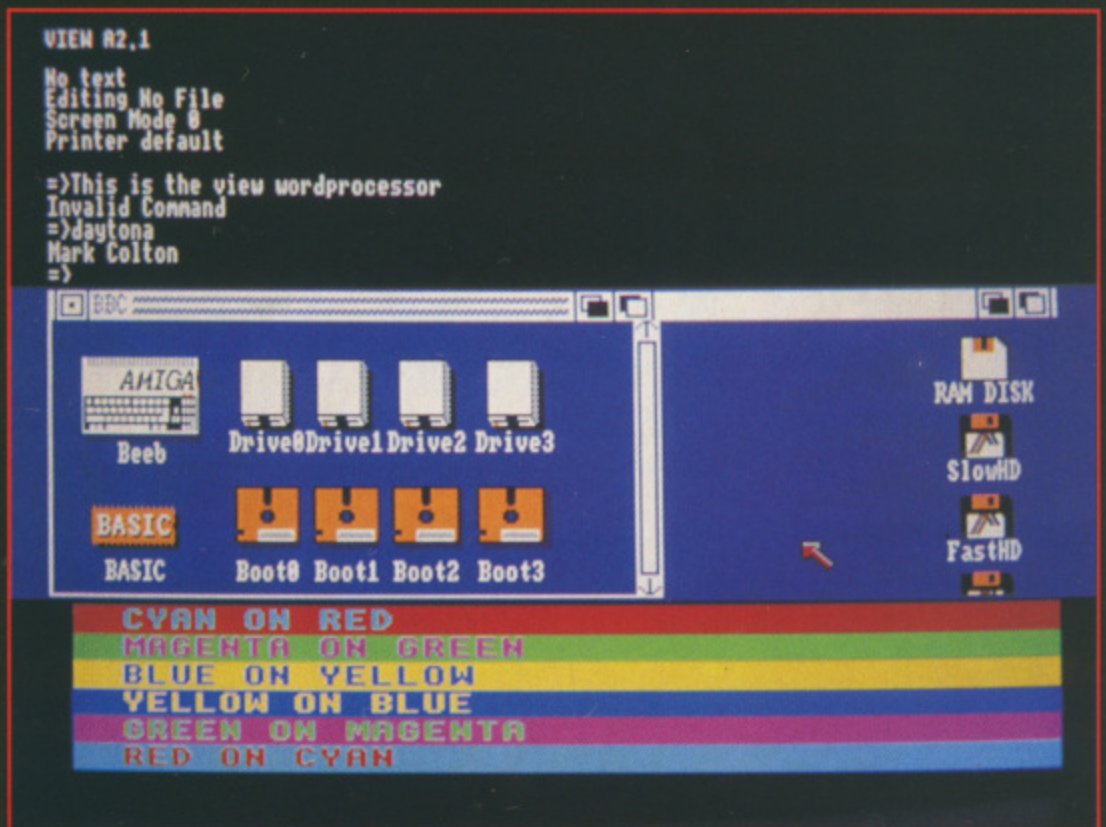 VIEW A2,1
No text
Editing No File
Screen Mode 0
Printer default
=>This is the view wordprocessor
Invalid Command
=>daytona
Mark Colton
=>
BBC
AMIGA
RAM DISK
Beeb
Drive0 Drive1 Drive2 Drive3
SlowHD
BASIC
FastHD
BASIC
Boot0 Boot1 Boot2 Boot3
CYAN ON RED
MAGENTA ON GREEN
BLUE ON YELLOW
YELLOW ON BLUE
GREEN ON MAGENTA
RED ON CYAN